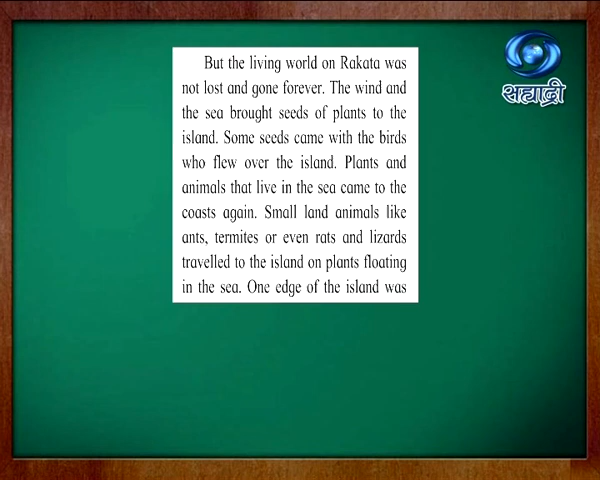 But the living world on Rakata was
not lost and gone forever. The wind and
the sea brought seeds of plants to the
island. Some seeds came with the birds
who flew over the island. Plants and
animals that live in the sea came to the
coasts again. Small land animals like
ants, termites or even rats and lizards
travelled to the island on plants floating
in the sea. One edge of the island was
सह्याद्री